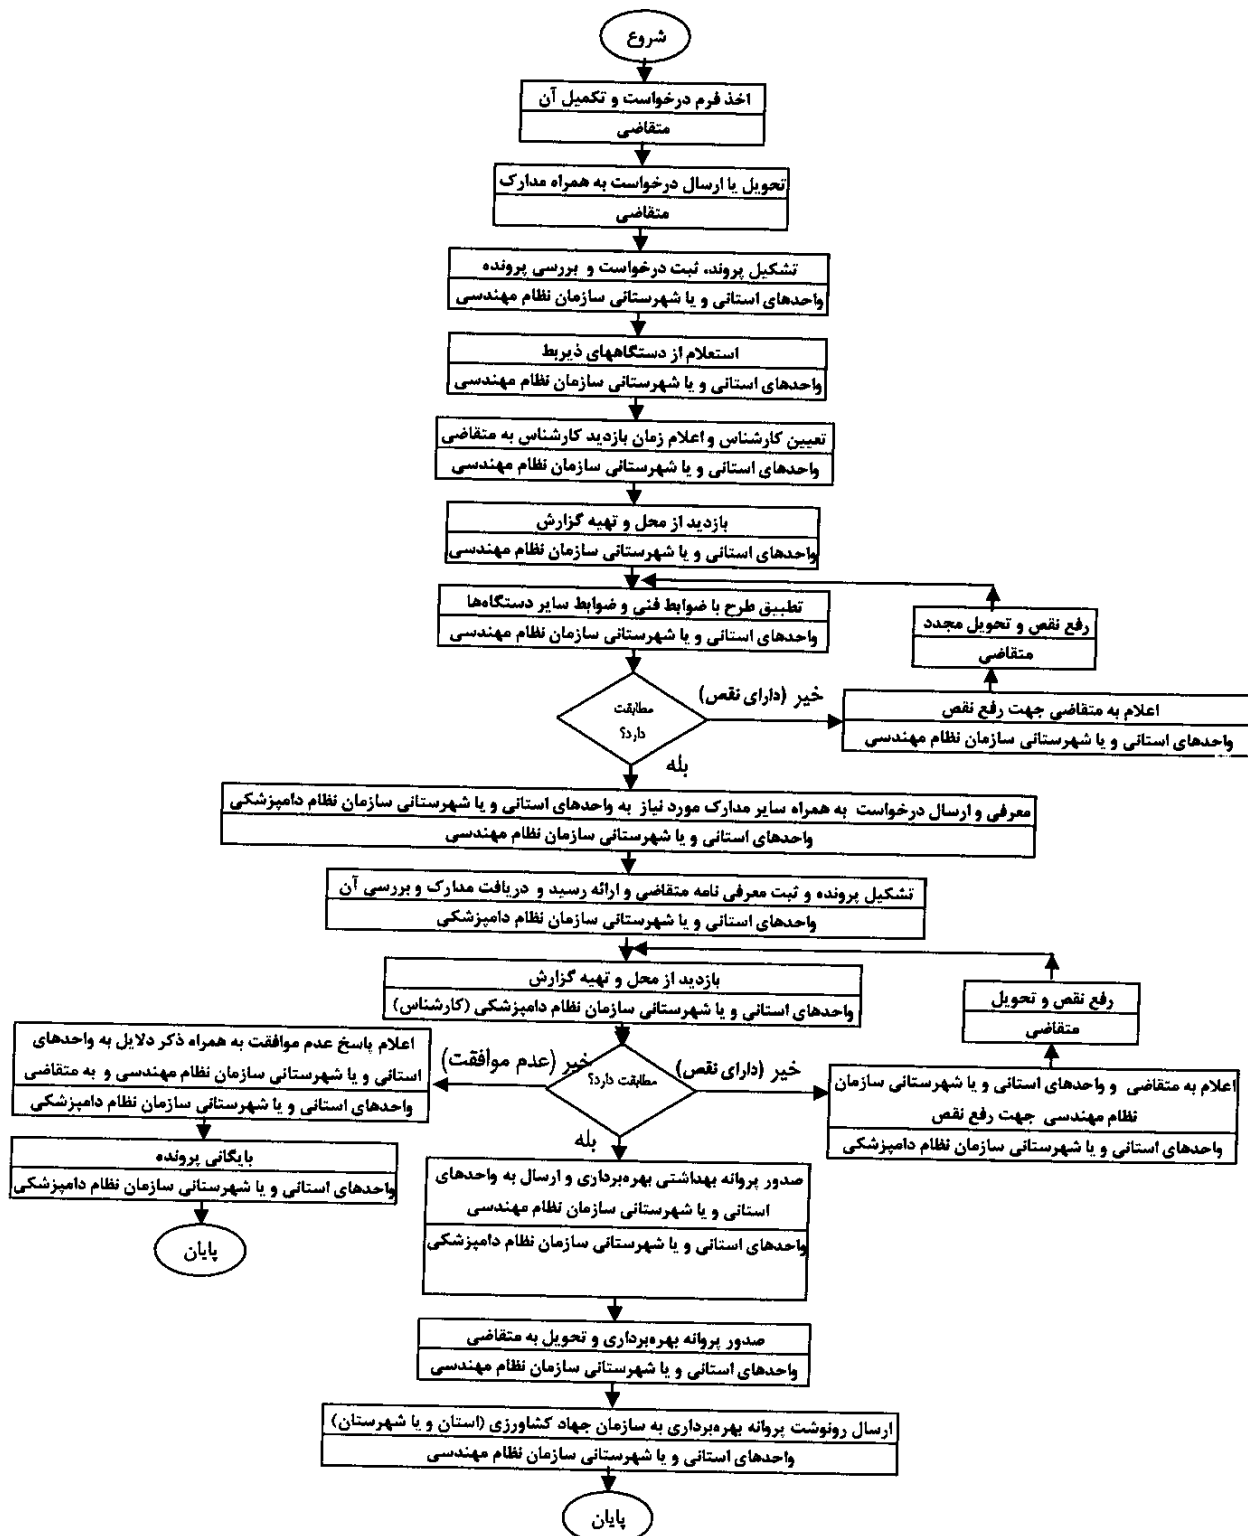 شروع
اخذ فرم درخواست و تکمیل آن
متقاضی
تحویل یا ارسال درخواست به همراه مدارک
متقاضی
تشکیل پروند، ثبت درخواست و بررسی پرونده
واحدهای استانی و یا شهرستانی سازمان نظام مهندسی
استعلام از دستگاههای ذیربط
واحدهای استانی و یا شهرستانی سازمان نظام مهندسی
تعیین کارشناس و اعلام زمان بازدید کارشناس به متقاضی
واحدهای استانی و یا شهرستانی سازمان نظام مهندسی
بازدید از محل و تهیه گزارش
واحدهای استانی و یا شهرستانی سازمان نظام مهندسی
تطبیق طرح با ضوابط فنی و ضوابط سایر دستگاه‌ها
واحدهای استانی و یا شهرستانی سازمان نظام مهندسی
رفع نقص و تحویل مجدد
متقاضی
مطابقت
دارد؟
خیر (دارای نقص)
اعلام به متقاضی جهت رفع نقص
واحدهای استانی و یا شهرستانی سازمان نظام مهندسی
بله
معرفی و ارسال درخواست به همراه سایر مدارک مورد نیاز به واحدهای استانی و یا شهرستانی سازمان نظام دامپزشکی
واحدهای استانی و یا شهرستانی سازمان نظام مهندسی
تشکیل پرونده و ثبت معرفی نامه متقاضی و ارائه رسید و دریافت مدارک و بررسی آن
واحدهای استانی و یا شهرستانی سازمان نظام دامپزشکی
بازدید از محل و تهیه گزارش
واحدهای استانی و یا شهرستانی سازمان نظام دامپزشکی (کارشناس)
رفع نقص و تحویل
متقاضی
مطابقت دارد؟
خیر (دارای نقص)
اعلام به متقاضی و واحدهای استانی و یا شهرستانی سازمان
نظام مهندسی جهت رفع نقص
واحدهای استانی و یا شهرستانی سازمان نظام دامپزشکی
خیر (عدم موافقت)
اعلام پاسخ عدم موافقت به همراه ذکر دلایل به واحدهای
استانی و یا شهرستانی سازمان نظام مهندسی و به متقاضی
واحدهای استانی و یا شهرستانی سازمان نظام دامپزشکی
بایگانی پرونده
واحدهای استانی و یا شهرستانی سازمان نظام دامپزشکی
پایان
بله
صدور پروانه بهداشتی بهره‌برداری و ارسال به واحدهای
استانی و یا شهرستانی سازمان نظام مهندسی
واحدهای استانی و یا شهرستانی سازمان نظام دامپزشکی
صدور پروانه بهره‌برداری و تحویل به متقاضی
واحدهای استانی و یا شهرستانی سازمان نظام مهندسی
ارسال رونوشت پروانه بهره‌برداری به سازمان جهاد کشاورزی (استان و یا شهرستان)
واحدهای استانی و یا شهرستانی سازمان نظام مهندسی
پایان